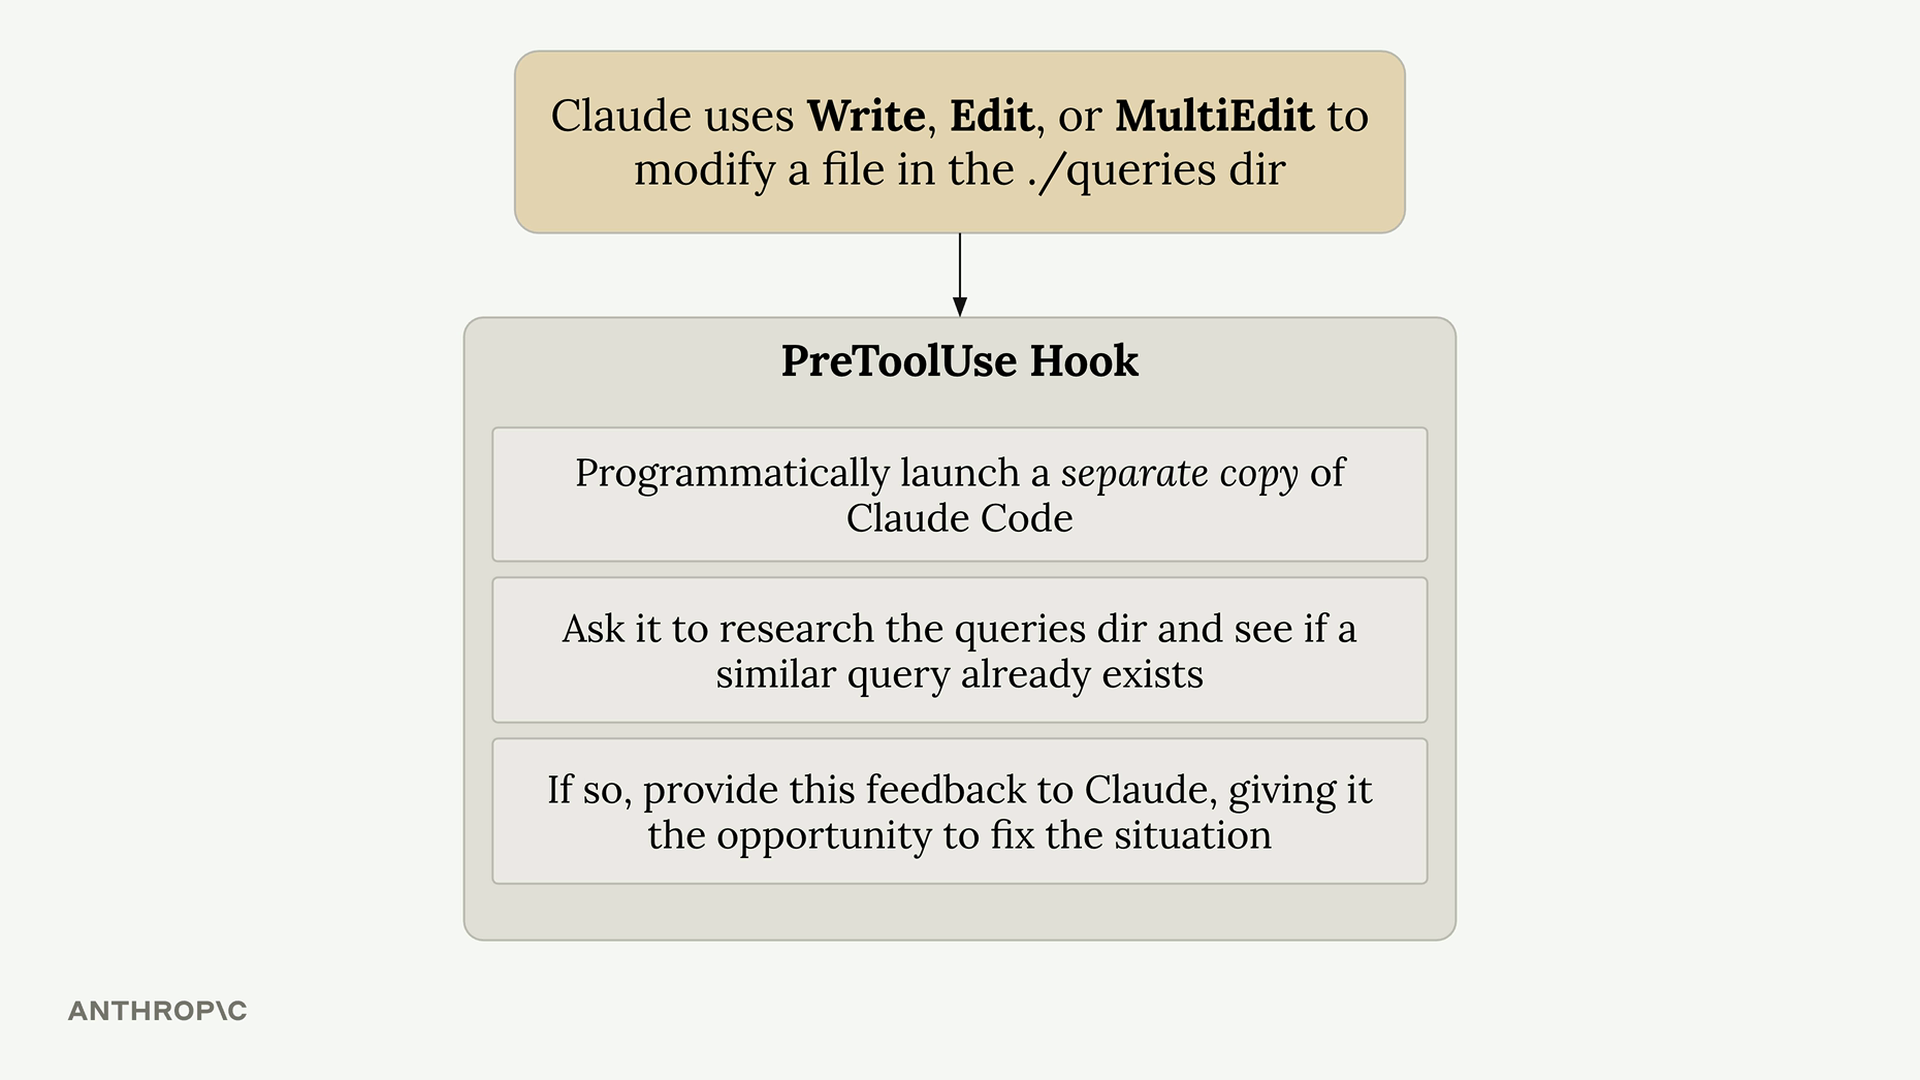 Claude uses Write, Edit, or MultiEdit to
modify a file in the ./queries dir
PreToolUse Hook
Programmatically launch a separate copy of
Claude Code
Ask it to research the queries dir and see if a
similar query already exists
If so, provide this feedback to Claude, giving it
the opportunity to fix the situation
ANTHROP\C